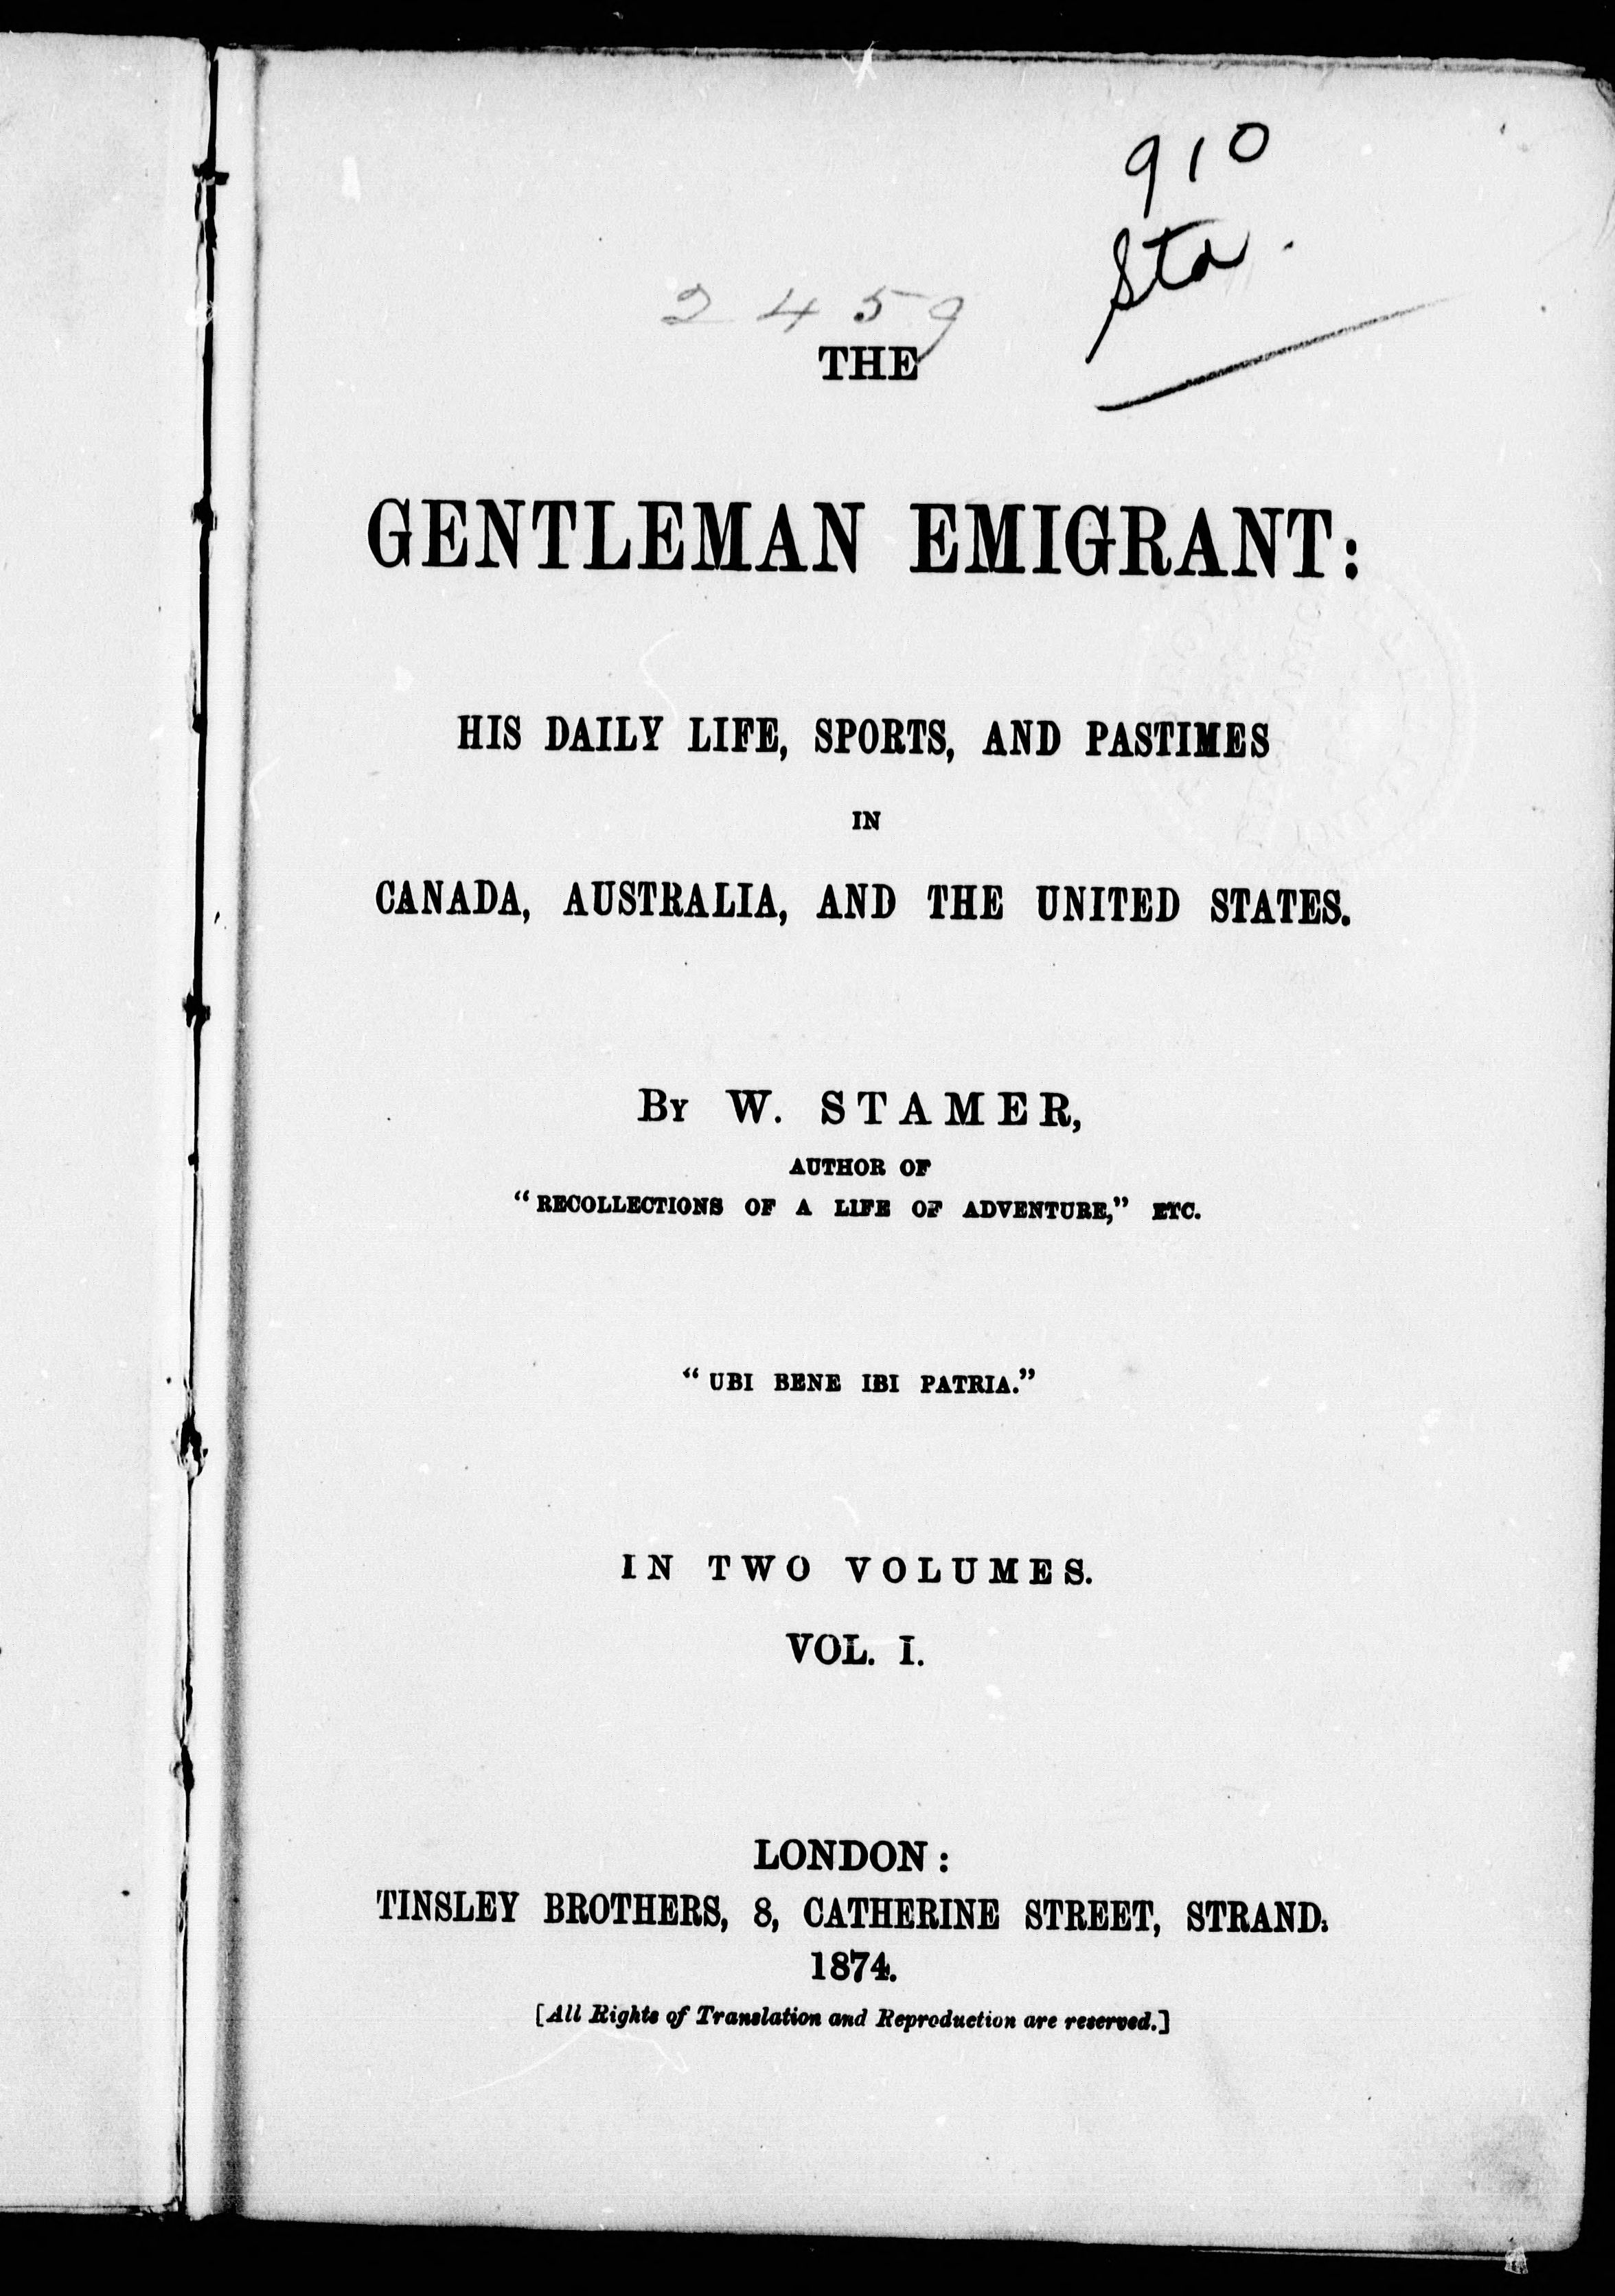 910
Sta.
2459
THE
GENTLEMAN EMIGRANT:
HIS DAILY LIFE, SPORTS, AND PASTIMES
IN
CANADA, AUSTRALIA, AND THE UNITED STATES.
BY W. STAMER,
AUTHOR OF
"RECOLLECTIONS OF A LIFE OF ADVENTURE," ETC.
"UBI BENE IBI PATRIA."
IN TWO VOLUMES.
VOL. I.
LONDON:
TINSLEY BROTHERS, 8, CATHERINE STREET, STRAND.
1874.
[All Rights of Translation and Reproduction are reserved.]